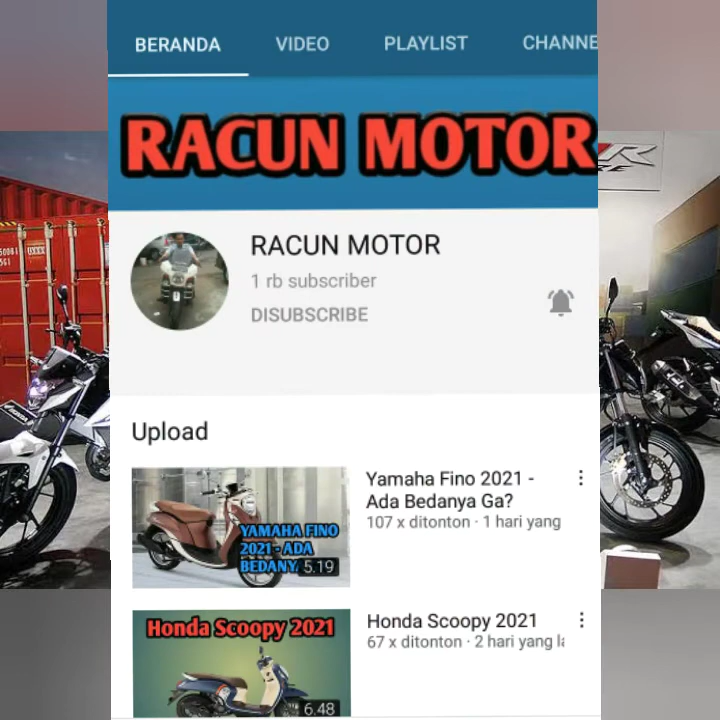 BERANDA VIDEO PLAYLIST CHANNE
RACUN MOTOR
RACUN MOTOR
1 rb subscriber
DISUBSCRIBE
Upload
Yamaha Fino 2021 -
Ada Bedanya Ga?
107 x ditonton · 1 hari yang
YAMAHA FINO
2021 - ADA
BEDANY
5.19
Honda Scoopy 2021
67 x ditonton · 2 hari yang la
Honda Scoopy 2021
6.48